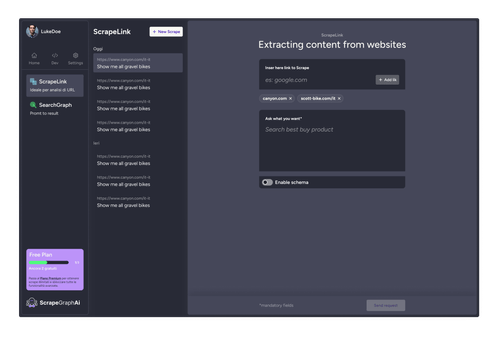 LukeDoe
Home
Dev
Settings
ScrapeLink
Ideale per analisi di URL
SearchGraph
Promt to result
Free Plan
ScrapeGraphAi
ScrapeLink
+ New Scrape
Oggi
https://www.canyon.com/it-it
Show me all gravel bikes
https://www.canyon.com/it-it
Show me all gravel bikes
https://www.canyon.com/it-it
Show me all gravel bikes
https://www.canyon.com/it-it
Show me all gravel bikes
Ieri
https://www.canyon.com/it-it
Show me all gravel bikes
https://www.canyon.com/it-it
Show me all gravel bikes
https://www.canyon.com/it-it
Show me all gravel bikes
ScrapeLink
Extracting content from websites
Inser here link to Scrape
es: google.com
+ Add lik
canyon.com ×
scott-bike.com/it ×
Ask what you want*
Search best buy product
Enable schema
*mandatory fields
Send request